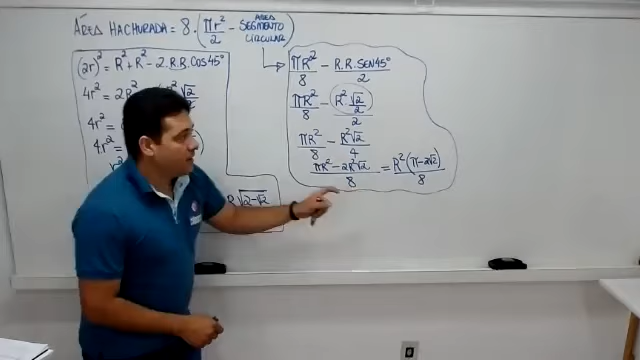 ÁREA HACHURADA = 8 · (πr²/2 − ÁREA SEGMENTO CIRCULAR)
(2r)² = R² + R² − 2.R.R.COS45°
4r² = 2R²
4r² =
4r² =
R√(2−√2)
πR²/8 − R.R.SEN45°/2
πR²/8 − (R² √2/2)/2
πR²/8 − R²√2/4
(πR² − 2R²√2)/8 = R²(π−2√2)/8